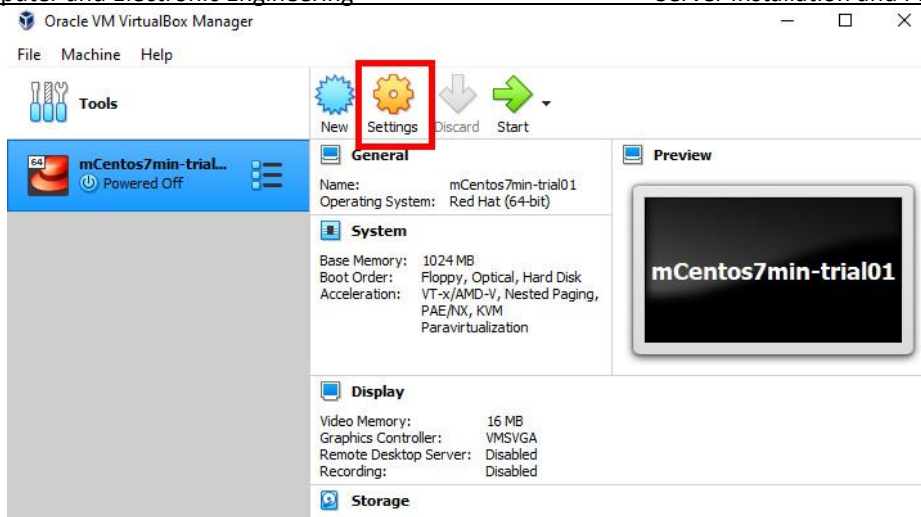 Oracle VM VirtualBox Manager
File Machine Help
Tools
New Settings Discard Start
64
mCentos7min-trial...
Powered Off
General
Name: mCentos7min-trial01
Operating System: Red Hat (64-bit)
System
Base Memory: 1024 MB
Boot Order: Floppy, Optical, Hard Disk
Acceleration: VT-x/AMD-V, Nested Paging,
PAE/NX, KVM
Paravirtualization
Preview
mCentos7min-trial01
Display
Video Memory: 16 MB
Graphics Controller: VMSVGA
Remote Desktop Server: Disabled
Recording: Disabled
Storage